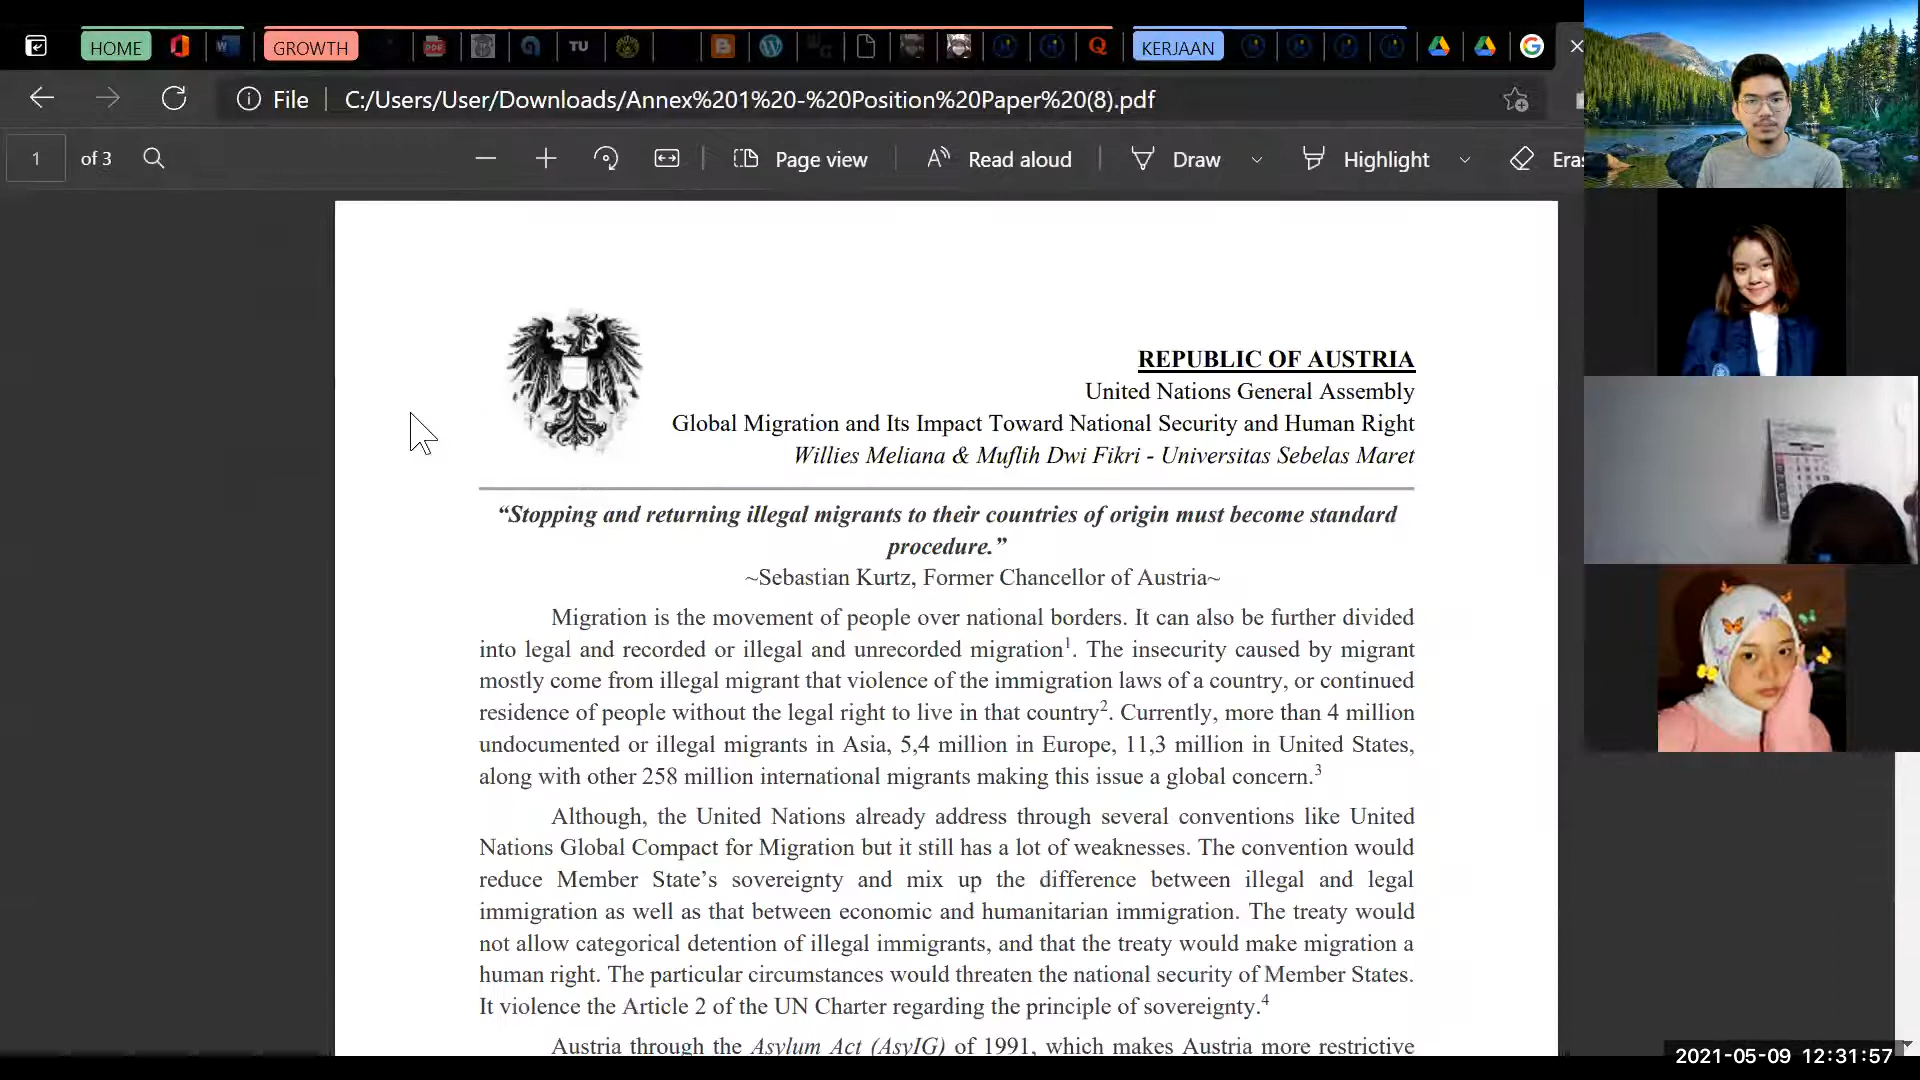 HOME
GROWTH
TU
KERJAAN
File
C:/Users/User/Downloads/Annex%201%20-%20Position%20Paper%20(8).pdf
1 of 3
Page view
Read aloud
Draw
Highlight
Eras
REPUBLIC OF AUSTRIA
United Nations General Assembly
Global Migration and Its Impact Toward National Security and Human Right
Willies Meliana & Muflih Dwi Fikri - Universitas Sebelas Maret
“Stopping and returning illegal migrants to their countries of origin must become standard
procedure.”
~Sebastian Kurtz, Former Chancellor of Austria~
Migration is the movement of people over national borders. It can also be further divided
into legal and recorded or illegal and unrecorded migration1. The insecurity caused by migrant
mostly come from illegal migrant that violence of the immigration laws of a country, or continued
residence of people without the legal right to live in that country2. Currently, more than 4 million
undocumented or illegal migrants in Asia, 5,4 million in Europe, 11,3 million in United States,
along with other 258 million international migrants making this issue a global concern.3
Although, the United Nations already address through several conventions like United
Nations Global Compact for Migration but it still has a lot of weaknesses. The convention would
reduce Member State’s sovereignty and mix up the difference between illegal and legal
immigration as well as that between economic and humanitarian immigration. The treaty would
not allow categorical detention of illegal immigrants, and that the treaty would make migration a
human right. The particular circumstances would threaten the national security of Member States.
It violence the Article 2 of the UN Charter regarding the principle of sovereignty.4
Austria through the Asylum Act (AsyIG) of 1991, which makes Austria more restrictive
2021-05-09 12:31:57